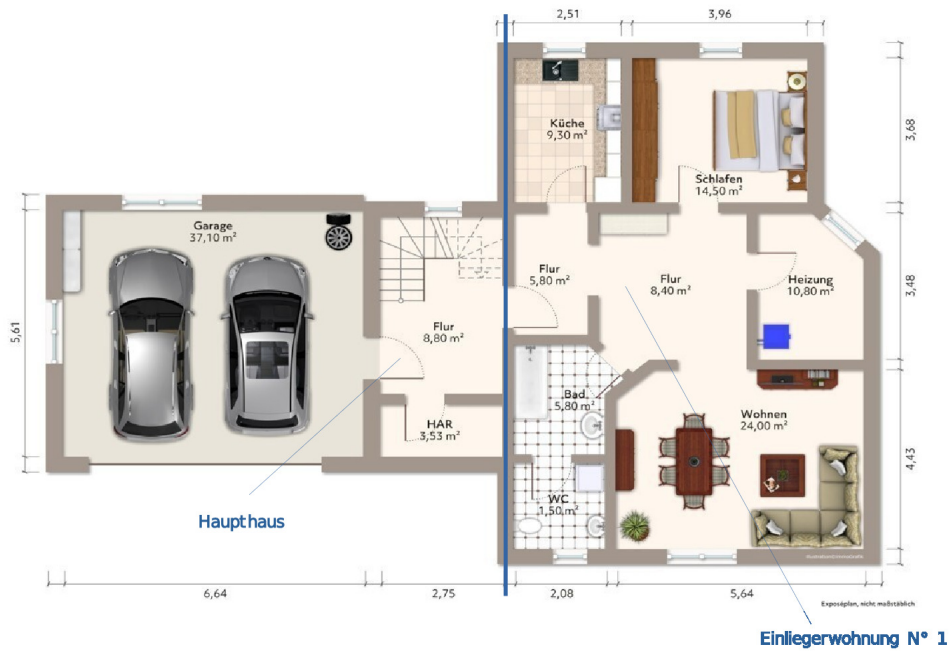 2,51
3,96
Küche
9,30 m²
Schlafen
14,50 m²
3,68
Garage
37,10 m²
Flur
5,80 m²
Flur
8,40 m²
Heizung
10,80 m²
3,48
5,61
Flur
8,80 m²
HAR
3,53 m²
Bad
5,80 m²
Wohnen
24,00 m²
4,43
WC
1,50 m²
Haupthaus
6,64
2,75
2,08
5,64
Exposéplan, nicht maßstäblich
Einliegerwohnung N° 1